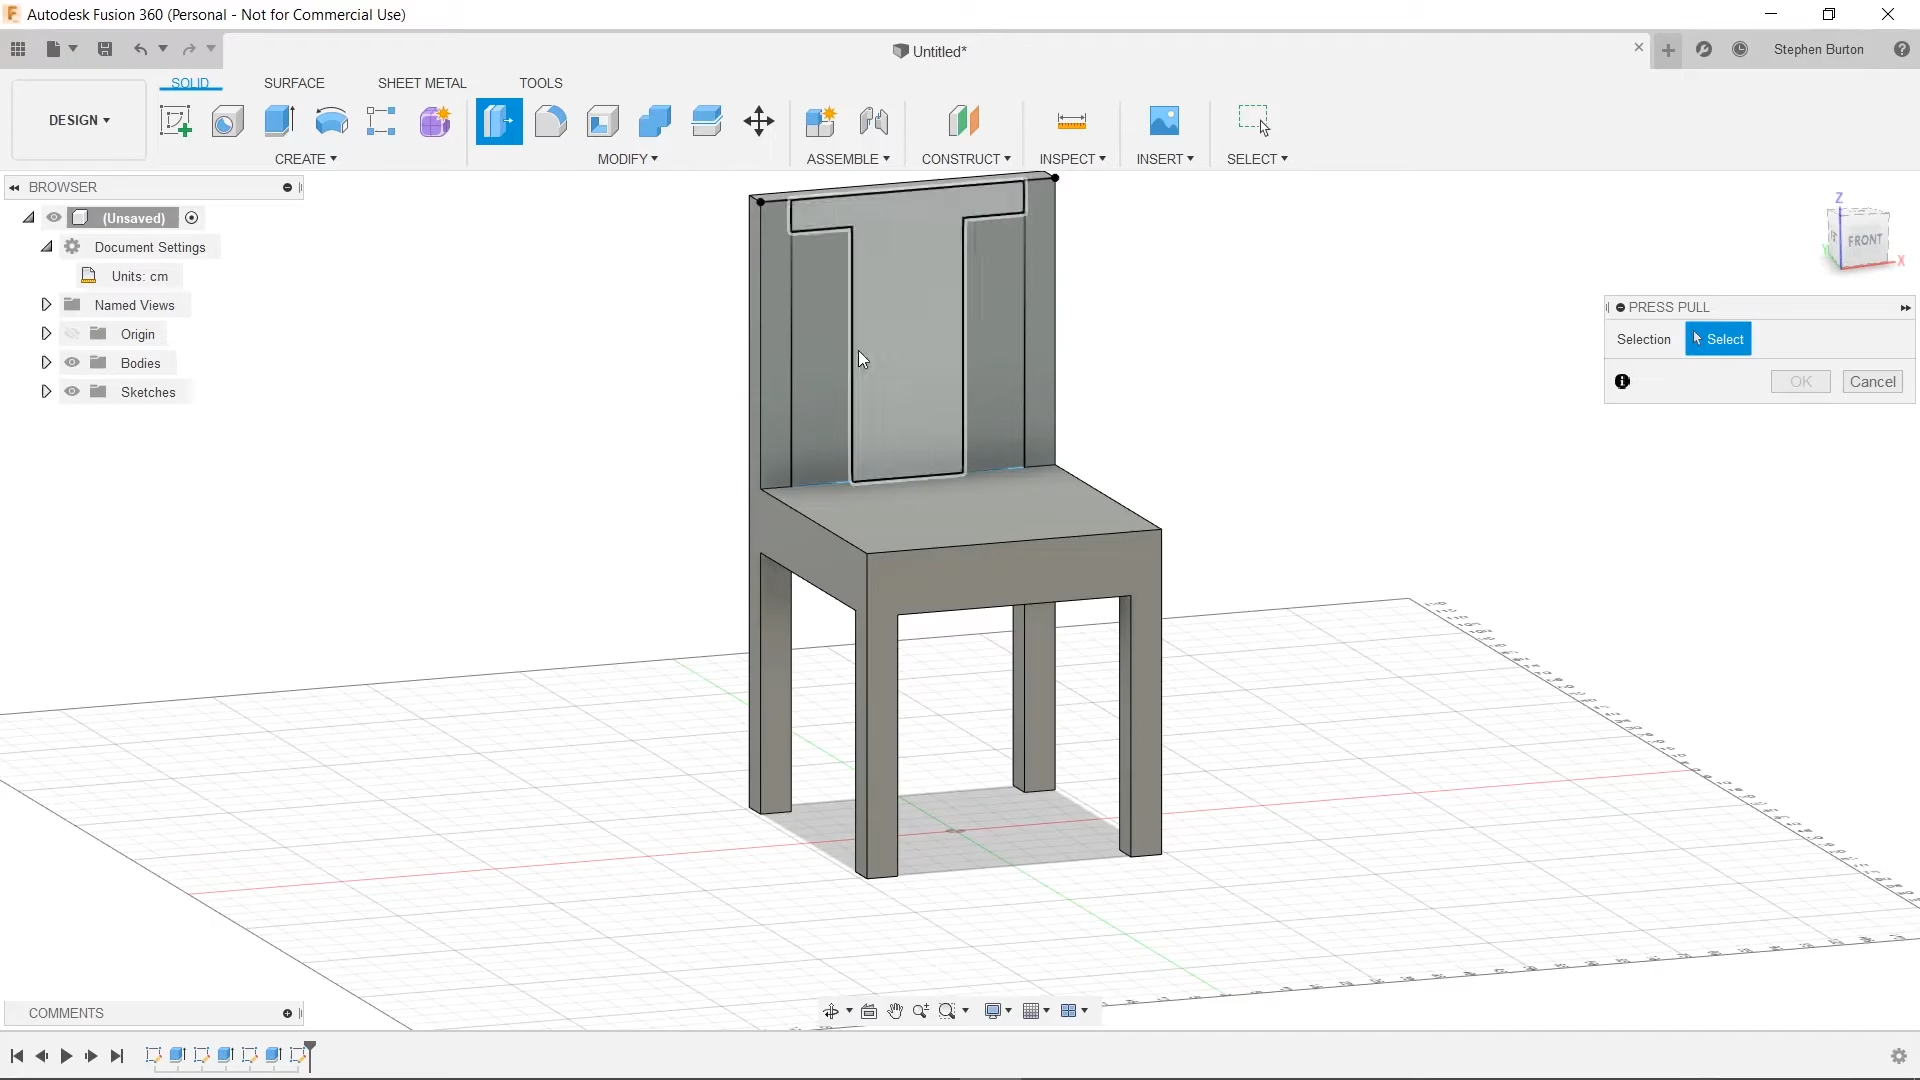 Autodesk Fusion 360 (Personal - Not for Commercial Use)
Untitled*
Stephen Burton
DESIGN
SOLID
SURFACE
SHEET METAL
TOOLS
CREATE
MODIFY
ASSEMBLE
CONSTRUCT
INSPECT
INSERT
SELECT
BROWSER
(Unsaved)
Document Settings
Units: cm
Named Views
Origin
Bodies
Sketches
Z
FRONT
X
PRESS PULL
Selection
Select
OK
Cancel
COMMENTS